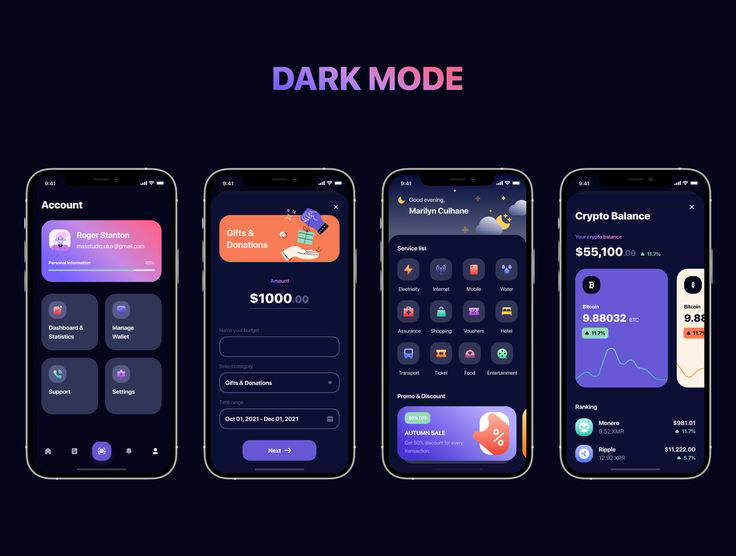 DARK MODE
9:41
Account
Roger Stanton
masstudio.uiux@gmail.com
Personal Information
Dashboard &
Statistics
Manage
Wallet
Support
Settings
9:41
Gifts &
Donations
Amount
$1000.00
Name your budget
Select category
Gifts & Donations
Time range
Oct 01, 2021 - Dec 01, 2021
Next
9:41
Good evening,
Marilyn Culhane
Service list
Electricity
Internet
Mobile
Water
Assurance
Shopping
Vouchers
Hotel
Transport
Ticket
Food
Entertainment
Promo & Discount
50% OFF
AUTUMN SALE
Get 50% discount for every
transaction.
9:41
Crypto Balance
Your crypto balance
$55,100.00 11.7%
Bitcoin
9.88032 BTC
11.7%
Bitcoin
9.88
11.7%
Ranking
Monero $981.01
9.52 XMR 11.7%
Ripple $11,222.00
12.92 XPR 5.7%